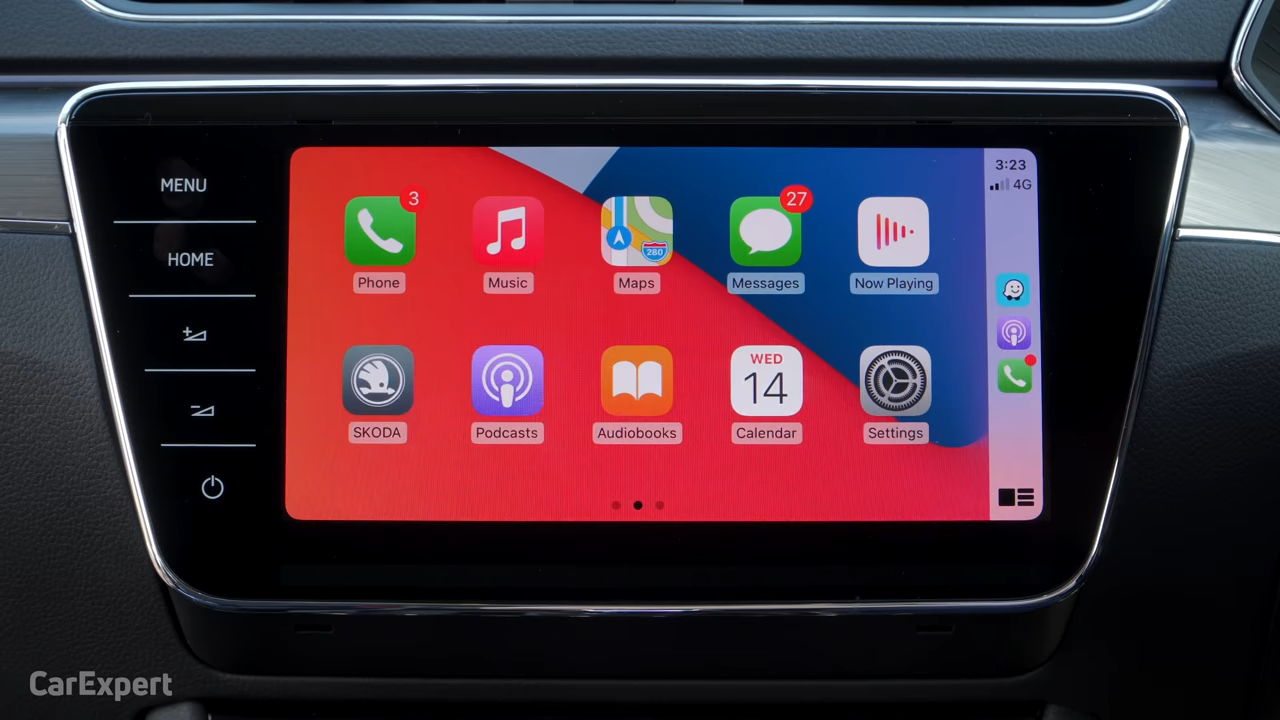 MENU
HOME
3:23
4G
3
27
280
Phone
Music
Maps
Messages
Now Playing
WED
14
SKODA
Podcasts
Audiobooks
Calendar
Settings
CarExpert